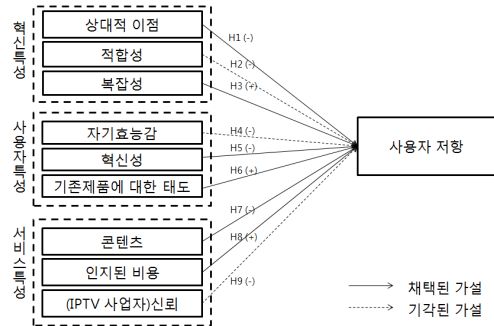 혁신특성
상대적 이점
적합성
복잡성
H1 (-)
H2 (-)
H3 (+)
사용자특성
자기효능감
혁신성
기존제품에 대한 태도
H4 (-)
H5 (-)
H6 (+)
사용자 저항
서비스특성
콘텐츠
인지된 비용
(IPTV 사업자)신뢰
H7 (-)
H8 (+)
H9 (-)
채택된 가설
기각된 가설